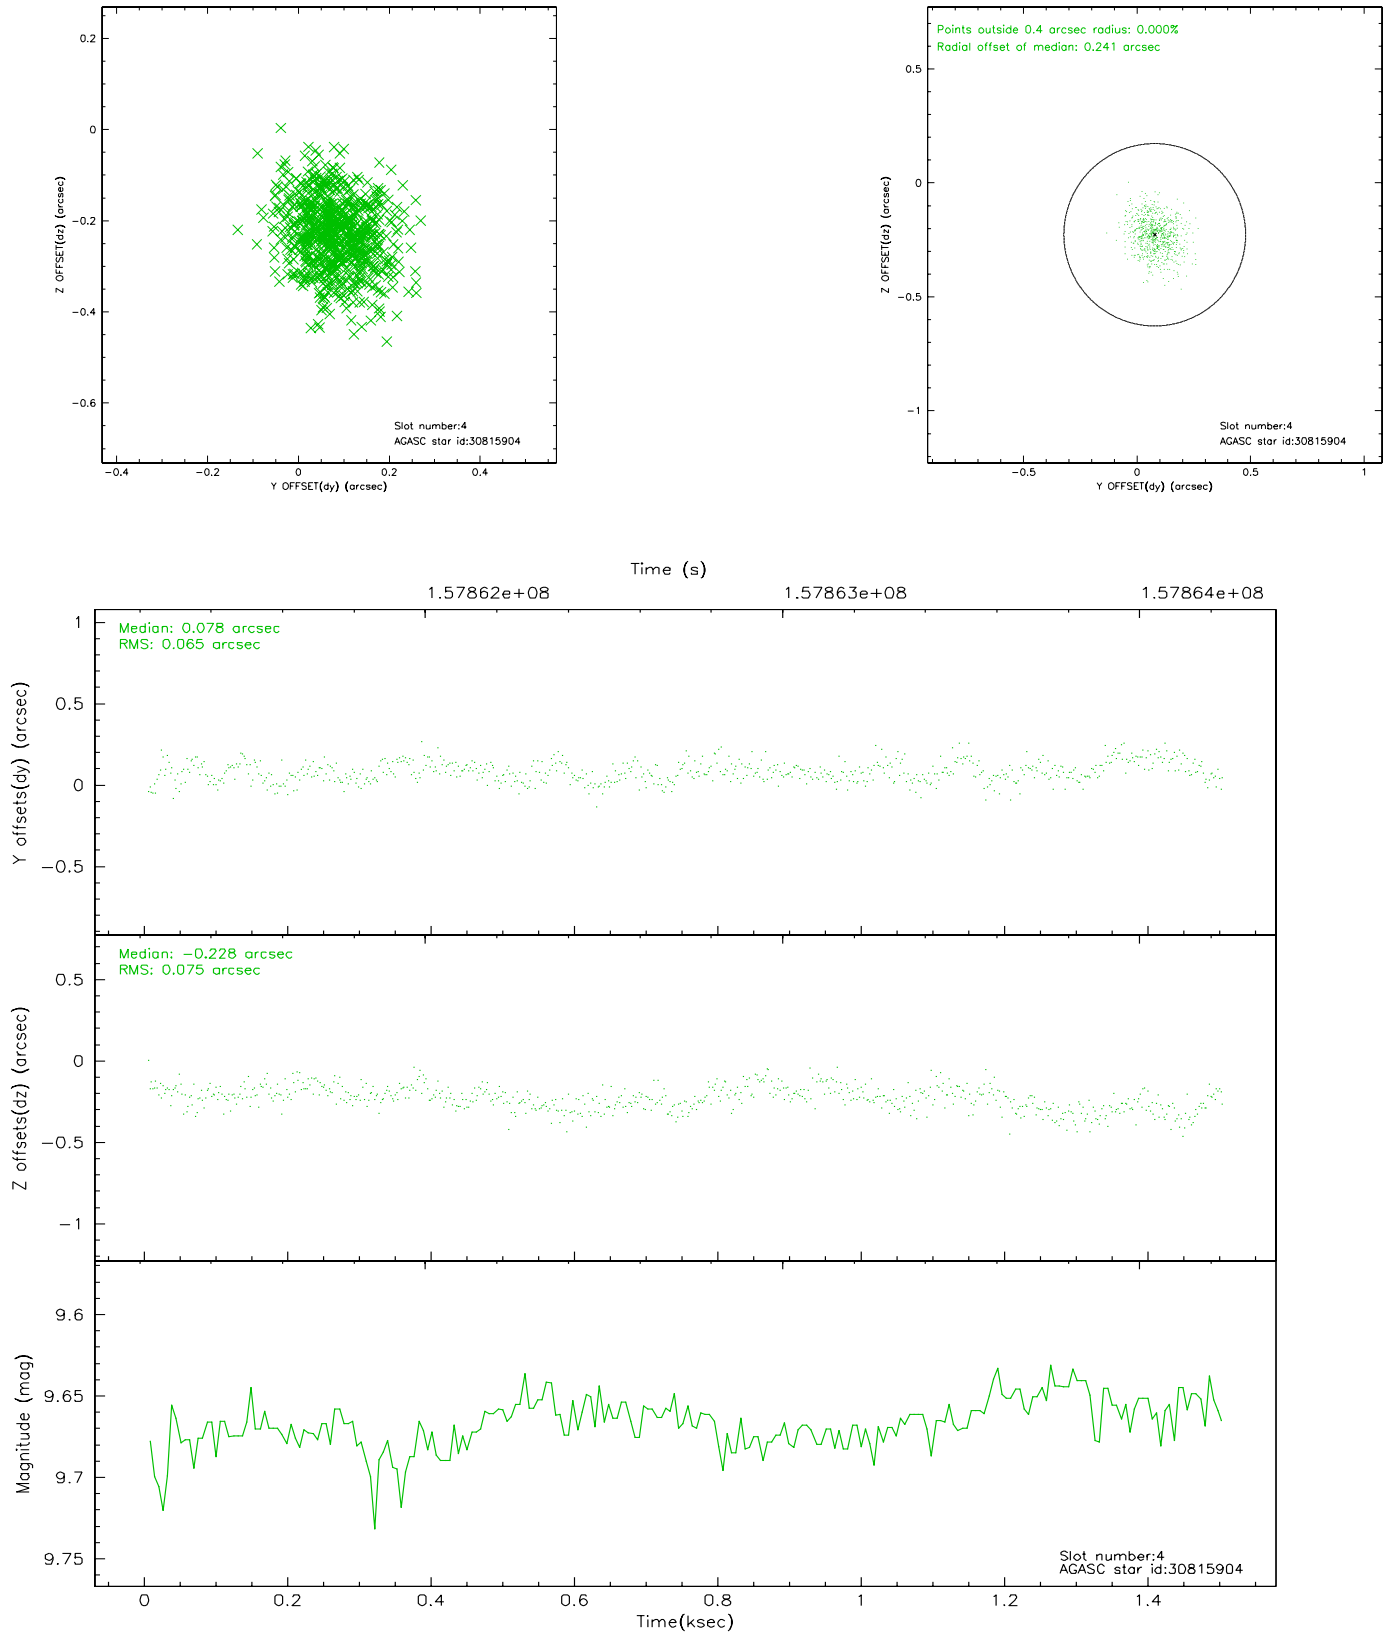 0.2
0
−0.2
−0.4
−0.6
Z OFFSET(dz) (arcsec)
Slot number:4
AGASC star id:30815904
−0.4 −0.2 0 0.2 0.4
Y OFFSET(dy) (arcsec)
Points outside 0.4 arcsec radius: 0.000%
Radial offset of median: 0.241 arcsec
0.5
0
−0.5
−1
Z OFFSET(dz) (arcsec)
Slot number:4
AGASC star id:30815904
−0.5 0 0.5 1
Y OFFSET(dy) (arcsec)
Time (s)
1.57862e+08 1.57863e+08 1.57864e+08
Median: 0.078 arcsec
RMS: 0.065 arcsec
1
0.5
0
−0.5
Y offsets(dy) (arcsec)
Median: −0.228 arcsec
RMS: 0.075 arcsec
0.5
0
−0.5
−1
Z offsets(dz) (arcsec)
9.6
9.65
9.7
9.75
Magnitude (mag)
Slot number:4
AGASC star id:30815904
0 0.2 0.4 0.6 0.8 1 1.2 1.4
Time(ksec)